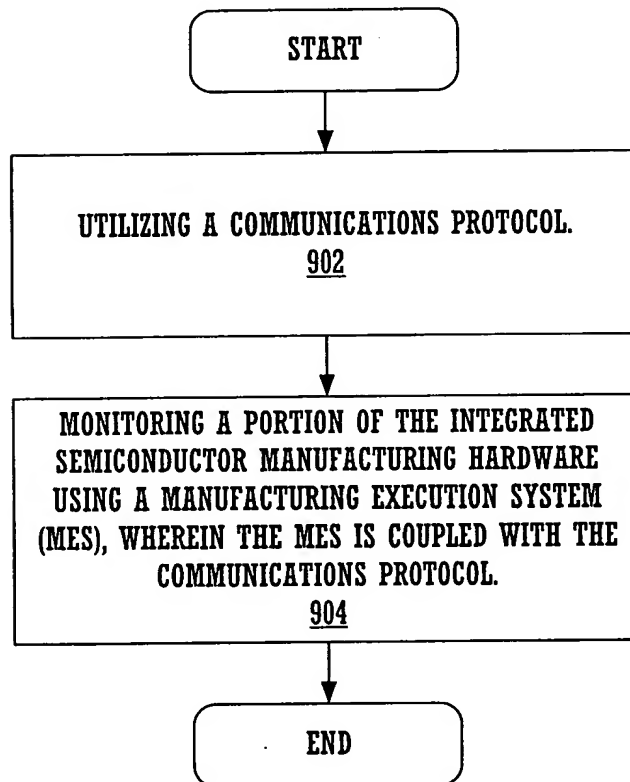 START
UTILIZING A COMMUNICATIONS PROTOCOL.
902
MONITORING A PORTION OF THE INTEGRATED
SEMICONDUCTOR MANUFACTURING HARDWARE
USING A MANUFACTURING EXECUTION SYSTEM
(MES), WHEREIN THE MES IS COUPLED WITH THE
COMMUNICATIONS PROTOCOL.
904
END